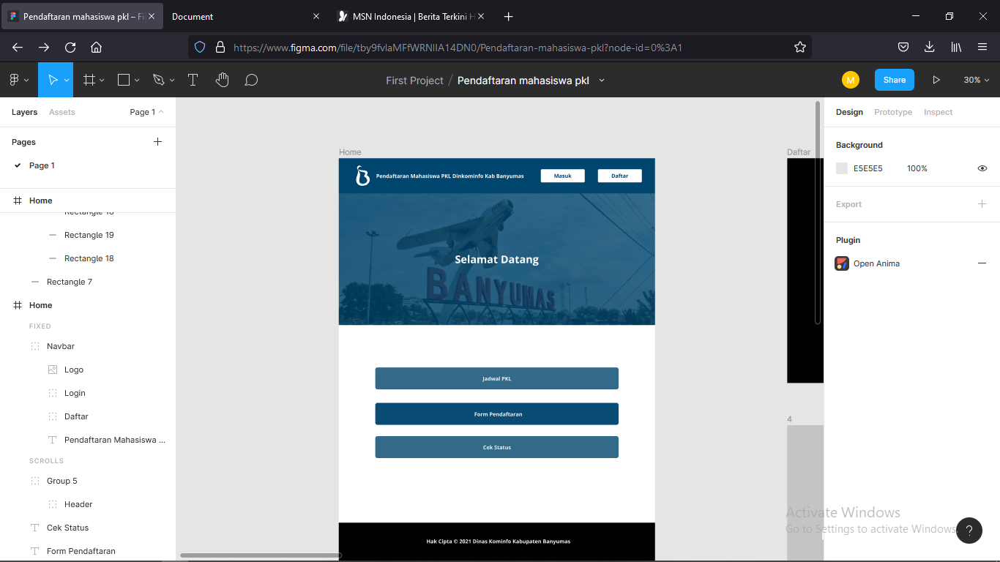 Pendaftaran mahasiswa pkl – Fig
Document
MSN Indonesia | Berita Terkini H
https://www.figma.com/file/tby9fvlaMFfWRNIIA14DN0/Pendaftaran-mahasiswa-pkl?node-id=0%3A1
First Project / Pendaftaran mahasiswa pkl
M
Share
30%
Layers
Assets
Page 1
Pages
Page 1
Home
Rectangle 19
Rectangle 18
Rectangle 7
Home
FIXED
Navbar
Logo
Login
Daftar
Pendaftaran Mahasiswa ...
SCROLLS
Group 5
Header
Cek Status
Form Pendaftaran
Home
Pendaftaran Mahasiswa PKL Dinkominfo Kab Banyumas
Masuk
Daftar
Selamat Datang
BANYUMAS
Jadwal PKL
Form Pendaftaran
Cek Status
Hak Cipta © 2021 Dinas Kominfo Kabupaten Banyumas
Daftar
4
Design
Prototype
Inspect
Background
E5E5E5
100%
Export
Plugin
Open Anima
Activate Windows
Go to Settings to activate Windows.
?